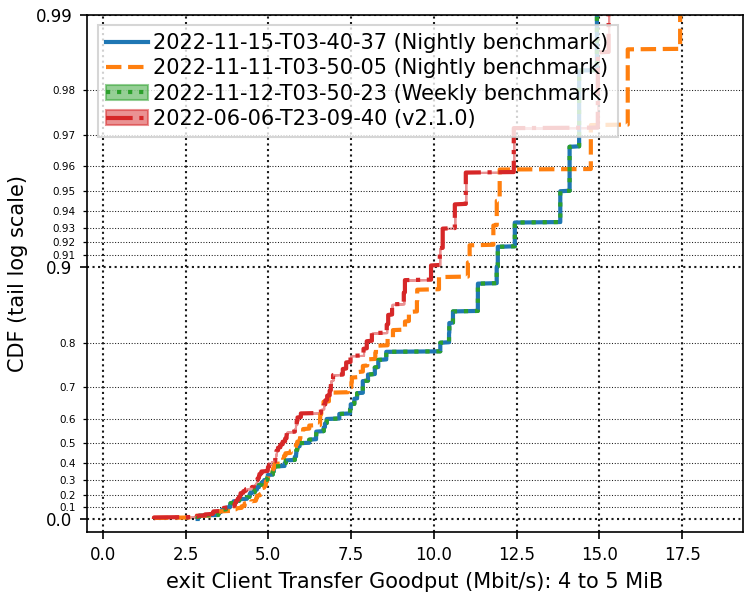 0.99
2022-11-15-T03-40-37 (Nightly benchmark)
2022-11-11-T03-50-05 (Nightly benchmark)
2022-11-12-T03-50-23 (Weekly benchmark)
2022-06-06-T23-09-40 (v2.1.0)
0.98
0.97
0.96
0.95
0.94
0.93
0.92
0.91
0.9
0.8
0.7
0.6
0.5
0.4
0.3
0.2
0.1
0.0
CDF (tail log scale)
0.0 2.5 5.0 7.5 10.0 12.5 15.0 17.5
exit Client Transfer Goodput (Mbit/s): 4 to 5 MiB